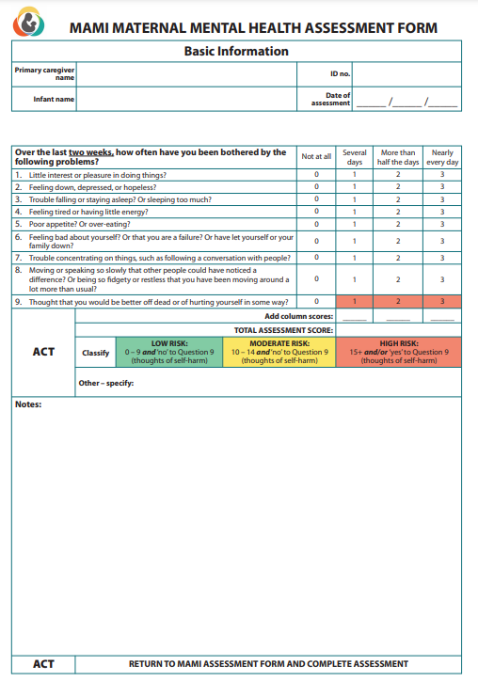 MAMI MATERNAL MENTAL HEALTH ASSESSMENT FORM
Basic Information
Primary caregiver
name
ID no.
Infant name
Date of
assessment ______/______/______
Over the last two weeks, how often have you been bothered by the
following problems?
Not at all
Several
days
More than
half the days
Nearly
every day
1. Little interest or pleasure in doing things? 0 1 2 3
2. Feeling down, depressed, or hopeless? 0 1 2 3
3. Trouble falling or staying asleep? Or sleeping too much? 0 1 2 3
4. Feeling tired or having little energy? 0 1 2 3
5. Poor appetite? Or over-eating? 0 1 2 3
6. Feeling bad about yourself? Or that you are a failure? Or have let yourself or your
family down? 0 1 2 3
7. Trouble concentrating on things, such as following a conversation with people? 0 1 2 3
8. Moving or speaking so slowly that other people could have noticed a
difference? Or being so fidgety or restless that you have been moving around a
lot more than usual? 0 1 2 3
9. Thought that you would be better off dead or of hurting yourself in some way? 0 1 2 3
Add column scores: ______ ______ ______
TOTAL ASSESSMENT SCORE:
ACT
Classify
LOW RISK:
0 – 9 and 'no' to Question 9
(thoughts of self-harm)
MODERATE RISK:
10 – 14 and 'no' to Question 9
(thoughts of self-harm)
HIGH RISK:
15+ and/or 'yes' to Question 9
(thoughts of self-harm)
Other – specify:
Notes:
ACT
RETURN TO MAMI ASSESSMENT FORM AND COMPLETE ASSESSMENT